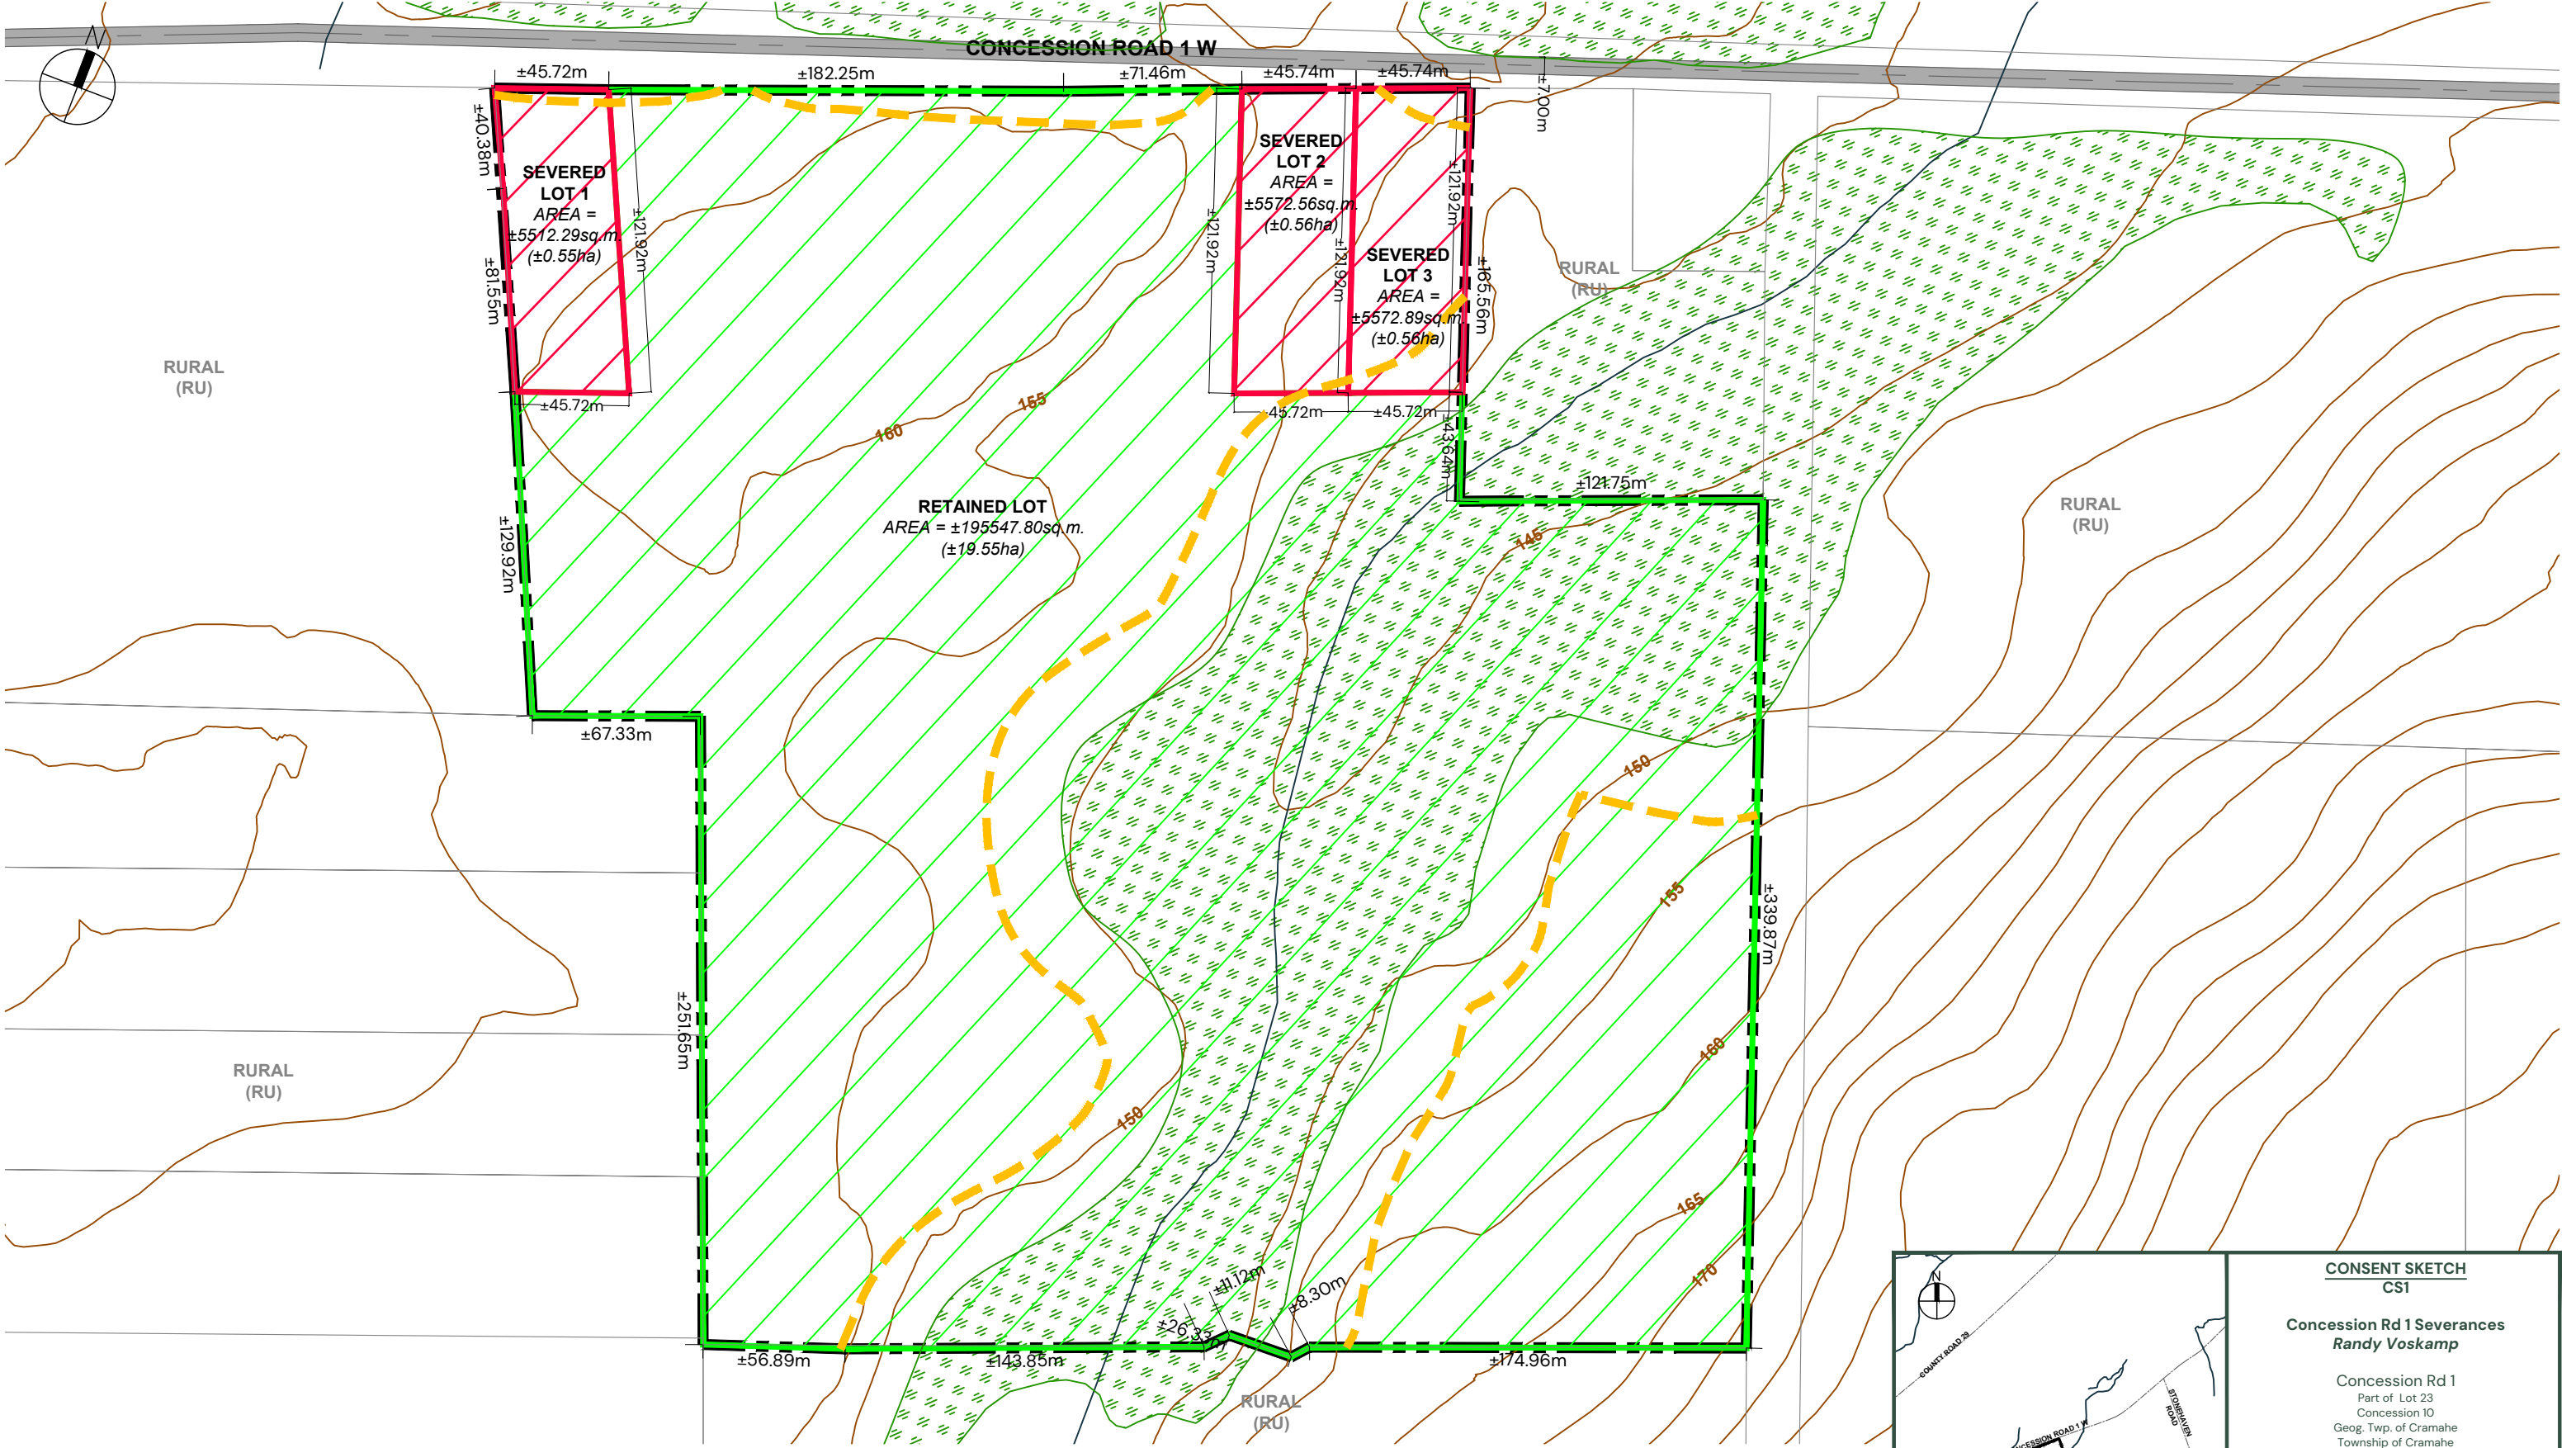 N
CONCESSION ROAD 1 W
±45.72m
±182.25m
±71.46m
±45.74m
±45.74m
±7.00m
±40.38m
±81.55m
SEVERED
LOT 1
AREA =
±5512.29sq.m.
(±0.55ha)
±121.92m
±45.72m
±121.92m
SEVERED
LOT 2
AREA =
±5572.56sq.m.
(±0.56ha)
±121.92m
SEVERED
LOT 3
AREA =
±5572.89sq.m.
(±0.56ha)
±121.92m
±165.56m
±45.72m
±45.72m
±43.64m
RURAL
(RU)
RURAL
(RU)
155
160
RETAINED LOT
AREA = ±195547.80sq.m.
(±19.55ha)
±121.75m
145
RURAL
(RU)
±129.92m
±67.33m
150
155
±339.87m
±251.65m
160
RURAL
(RU)
150
165
170
±11.12m
±8.30m
±56.89m
±143.85m
±174.96m
RURAL
(RU)
N
COUNTY ROAD 29
STONEHAVEN
ROAD
CONSENT SKETCH
CS1
Concession Rd 1 Severances
Randy Voskamp
Concession Rd 1
Part of Lot 23
Concession 10
Geog. Twp. of Cramahe
Township of Cramahe